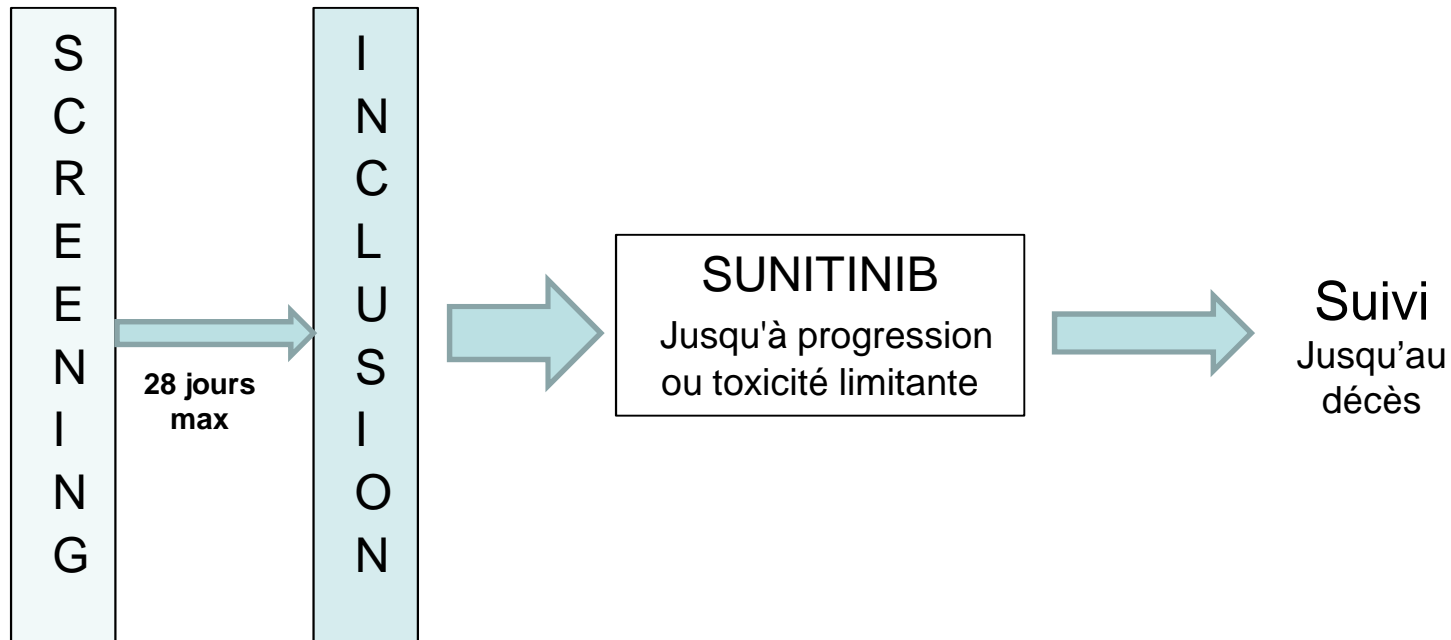 SCREENING
28 jours
max
INCLUSION
SUNITINIB
Jusqu'à progression
ou toxicité limitante
Suivi
Jusqu’au
décès